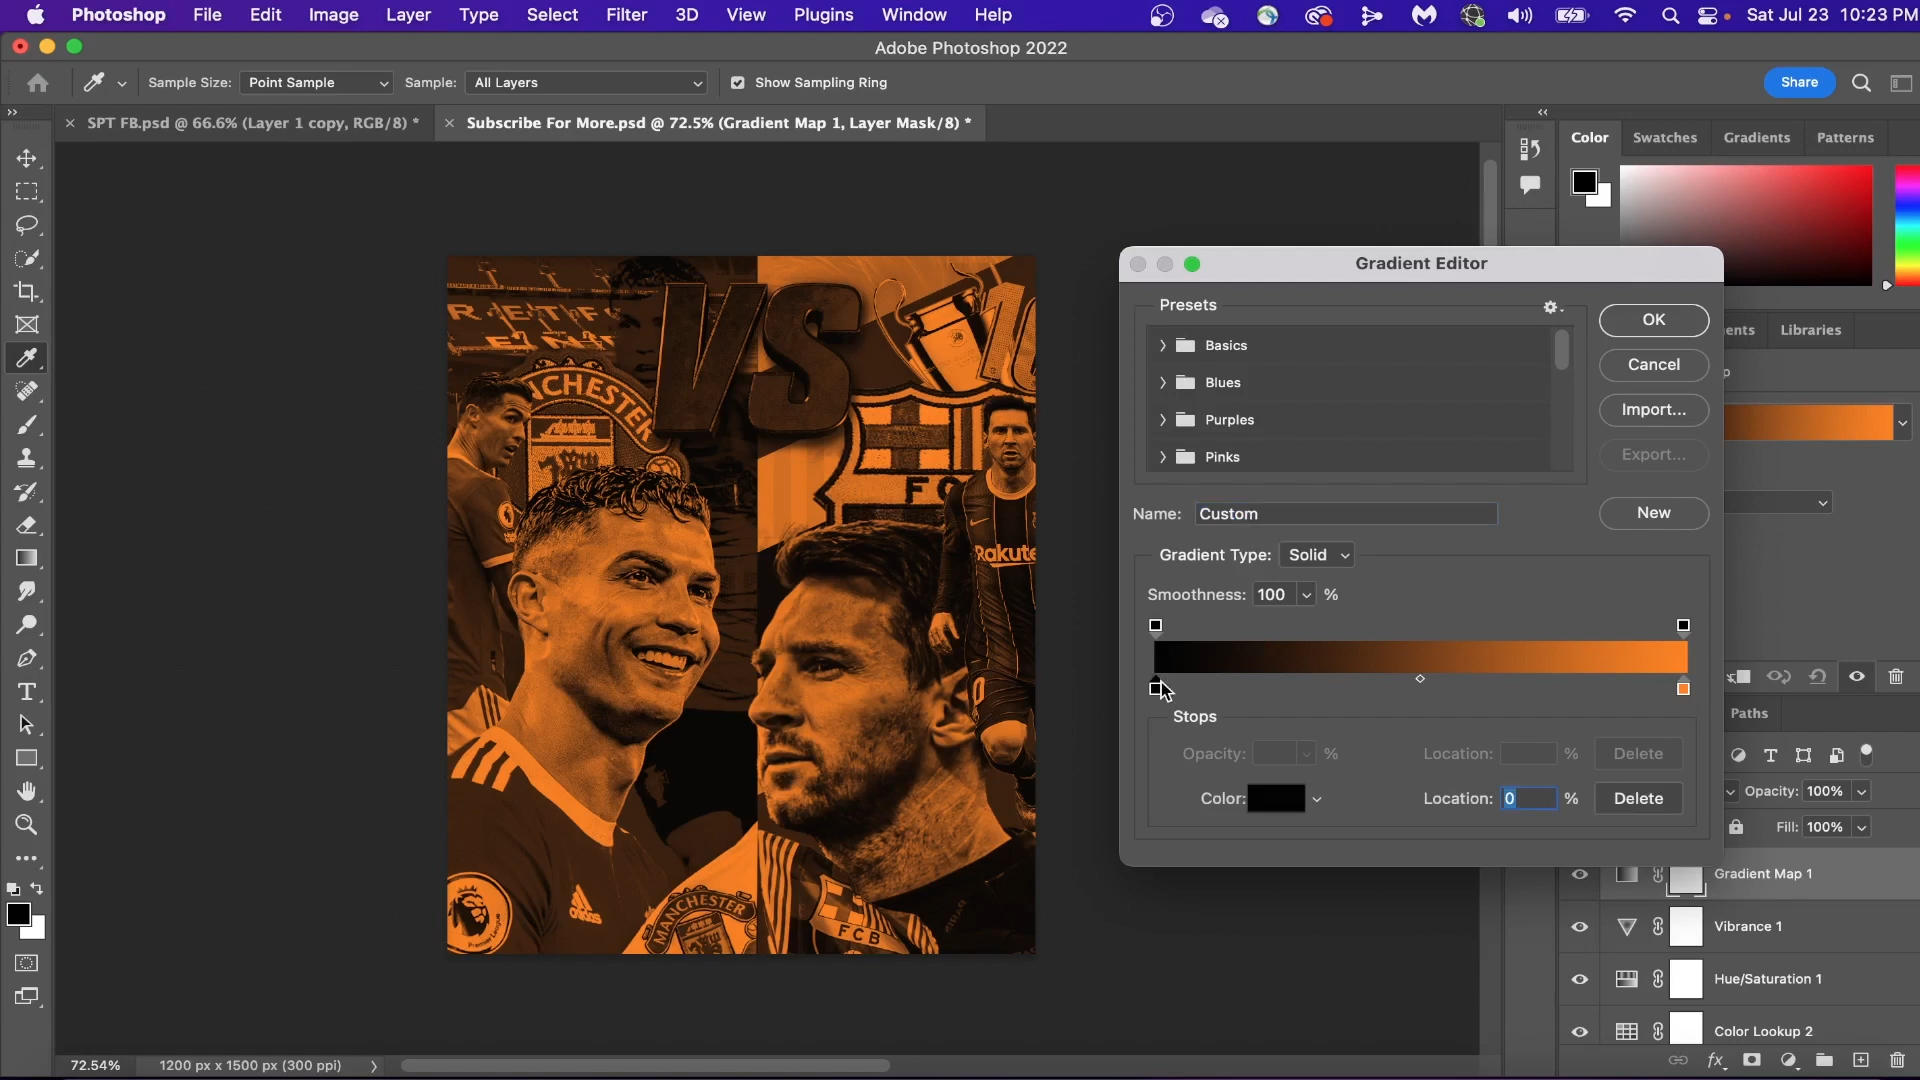 Photoshop File Edit Image Layer Type Select Filter 3D View Plugins Window Help Sat Jul 23 10:23 PM
Adobe Photoshop 2022
Sample Size: Point Sample Sample: All Layers Show Sampling Ring Share
SPT FB.psd @ 66.6% (Layer 1 copy, RGB/8) * Subscribe For More.psd @ 72.5% (Gradient Map 1, Layer Mask/8) *
Color Swatches Gradients Patterns
Gradient Editor
Presets
OK
ents Libraries
Basics
Cancel
Blues
Import...
Purples
Export...
Pinks
Name: Custom
New
Gradient Type: Solid
Smoothness: 100 %
Stops
Paths
Opacity: % Location: % Delete
Opacity: 100%
Color: Location: 0 % Delete
Fill: 100%
Gradient Map 1
Vibrance 1
Hue/Saturation 1
Color Lookup 2
fx
72.54% 1200 px x 1500 px (300 ppi)
VS
10
MANCHESTER
FC
Rakute
adidas
Premier League
MANCHESTER
FCB